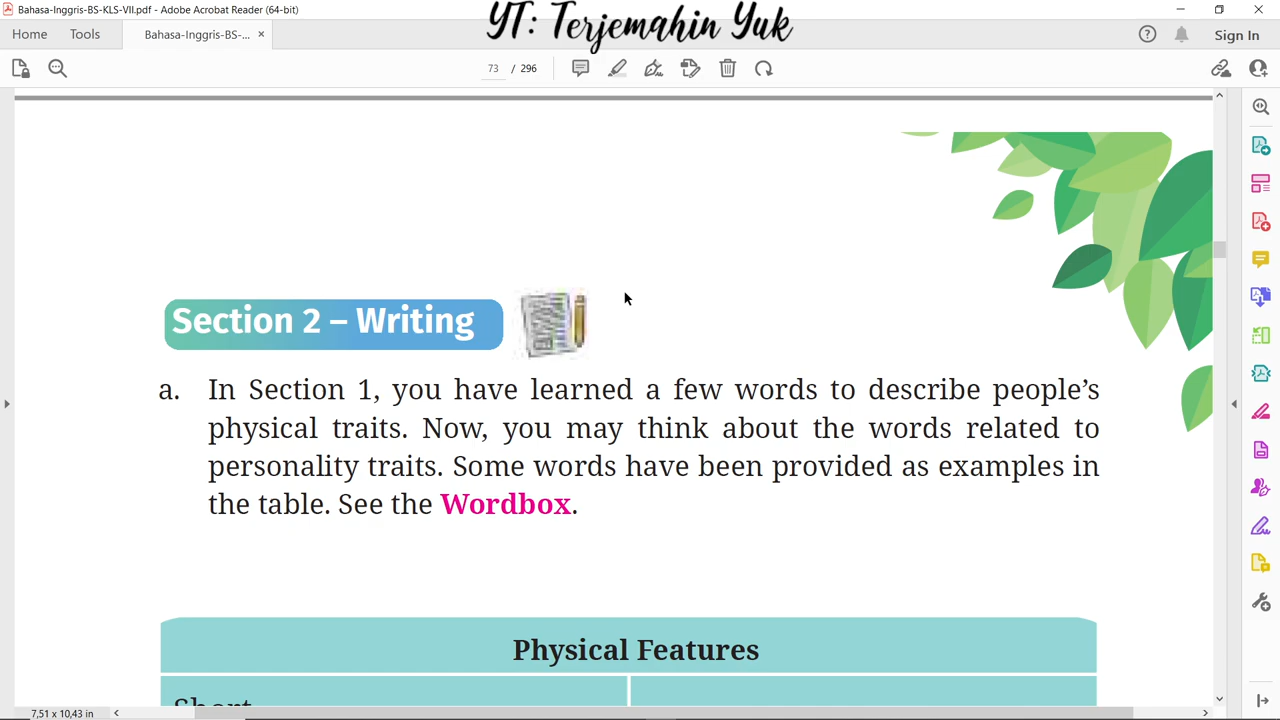 Bahasa-Inggris-BS-KLS-VII.pdf - Adobe Acrobat Reader (64-bit)
YT: Terjemahin Yuk
Home Tools Bahasa-Inggris-BS-... × Sign In
73 / 296
Section 2 – Writing
a. In Section 1, you have learned a few words to describe people’s
physical traits. Now, you may think about the words related to
personality traits. Some words have been provided as examples in
the table. See the Wordbox.
Physical Features
Short
7,51 x 10,43 in